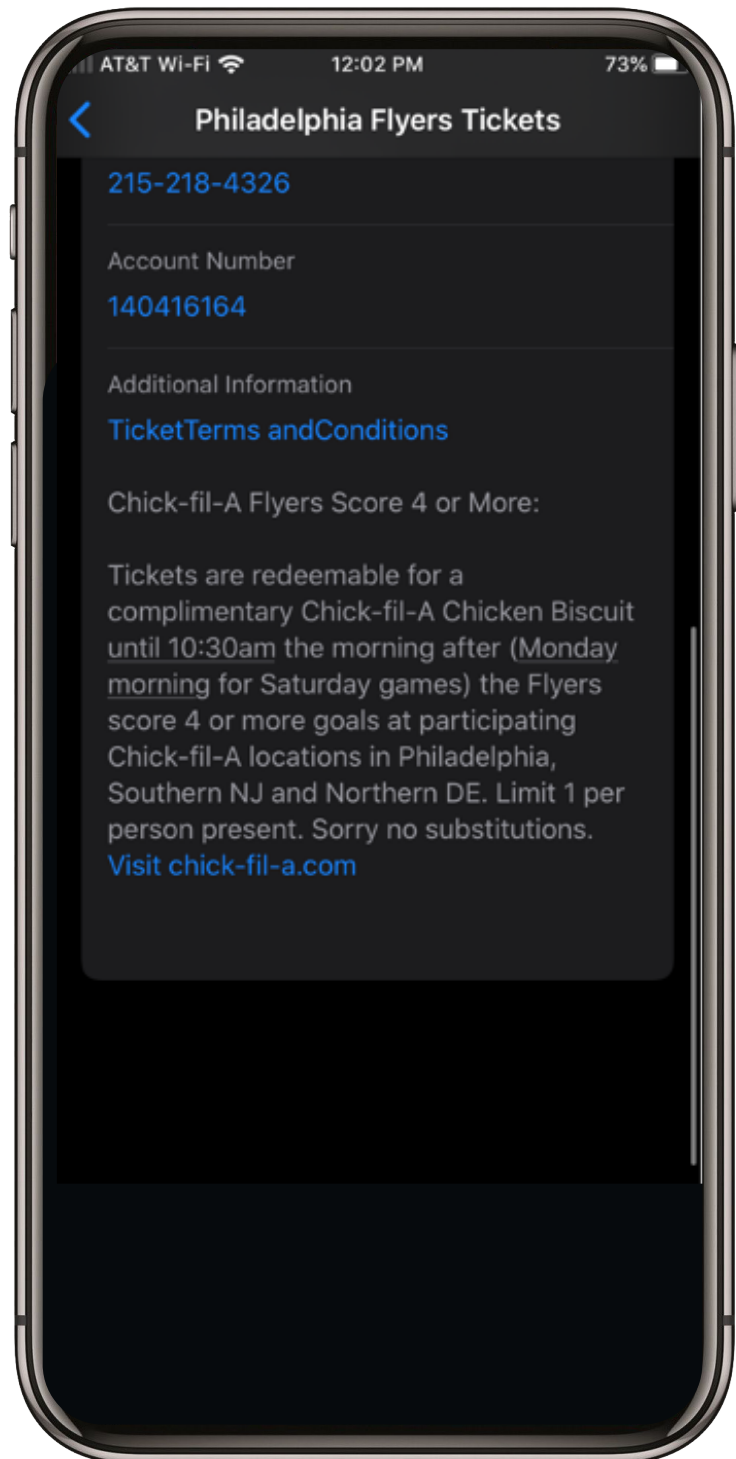 AT&T Wi-Fi 12:02 PM 73%
Philadelphia Flyers Tickets
215-218-4326
Account Number
140416164
Additional Information
TicketTerms andConditions
Chick-fil-A Flyers Score 4 or More:
Tickets are redeemable for a
complimentary Chick-fil-A Chicken Biscuit
until 10:30am the morning after (Monday
morning for Saturday games) the Flyers
score 4 or more goals at participating
Chick-fil-A locations in Philadelphia,
Southern NJ and Northern DE. Limit 1 per
person present. Sorry no substitutions.
Visit chick-fil-a.com